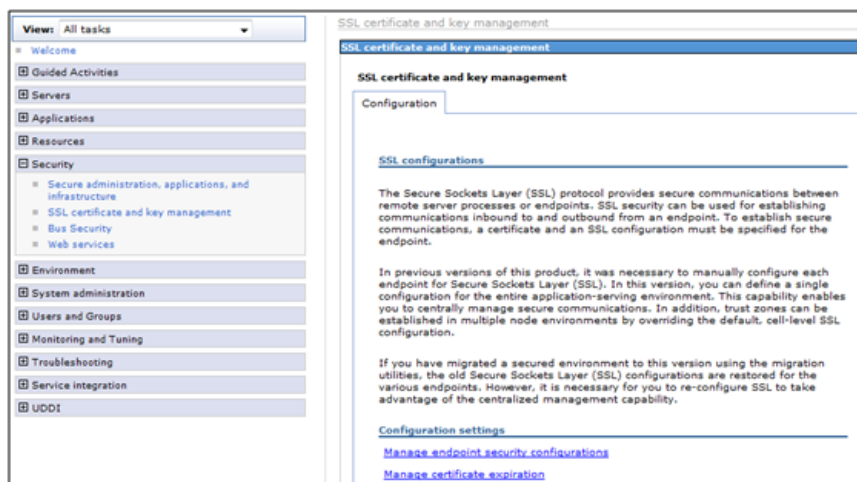 View: All tasks
Welcome
Guided Activities
Servers
Applications
Resources
Security
Secure administration, applications, and
infrastructure
SSL certificate and key management
Bus Security
Web services
Environment
System administration
Users and Groups
Monitoring and Tuning
Troubleshooting
Service integration
UDDI
SSL certificate and key management
SSL certificate and key management
SSL certificate and key management
Configuration
SSL configurations
The Secure Sockets Layer (SSL) protocol provides secure communications between
remote server processes or endpoints. SSL security can be used for establishing
communications inbound to and outbound from an endpoint. To establish secure
communications, a certificate and an SSL configuration must be specified for the
endpoint.
In previous versions of this product, it was necessary to manually configure each
endpoint for Secure Sockets Layer (SSL). In this version, you can define a single
configuration for the entire application-serving environment. This capability enables
you to centrally manage secure communications. In addition, trust zones can be
established in multiple node environments by overriding the default, cell-level SSL
configuration.
If you have migrated a secured environment to this version using the migration
utilities, the old Secure Sockets Layer (SSL) configurations are restored for the
various endpoints. However, it is necessary for you to re-configure SSL to take
advantage of the centralized management capability.
Configuration settings
Manage endpoint security configurations
Manage certificate expiration